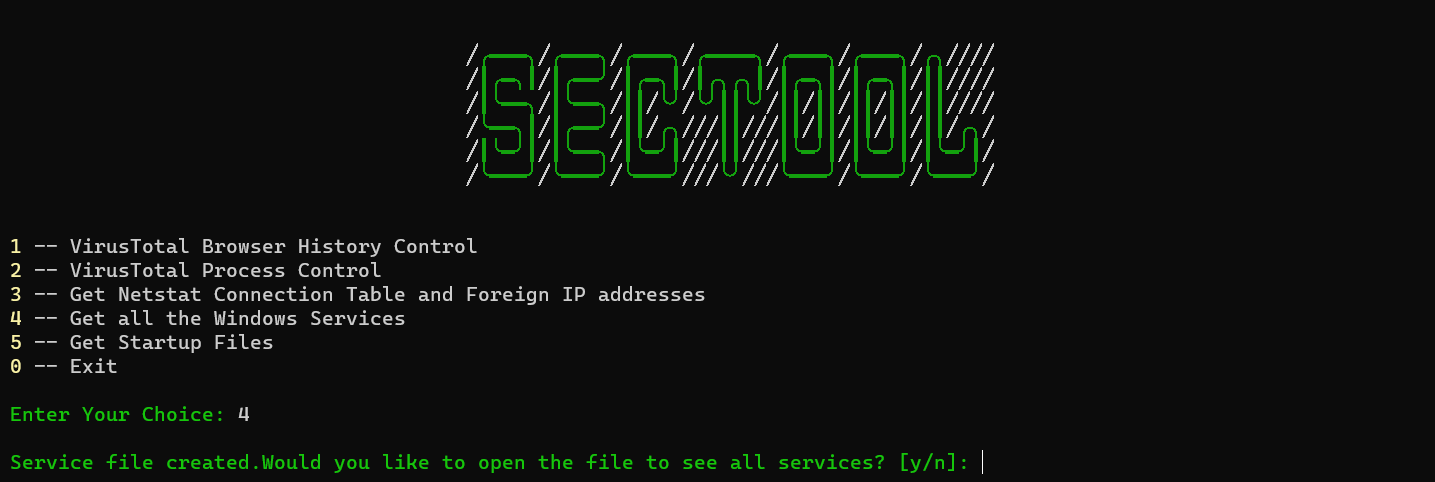 SECTOOL
1 -- VirusTotal Browser History Control
2 -- VirusTotal Process Control
3 -- Get Netstat Connection Table and Foreign IP addresses
4 -- Get all the Windows Services
5 -- Get Startup Files
0 -- Exit
Enter Your Choice: 4
Service file created.Would you like to open the file to see all services? [y/n]: